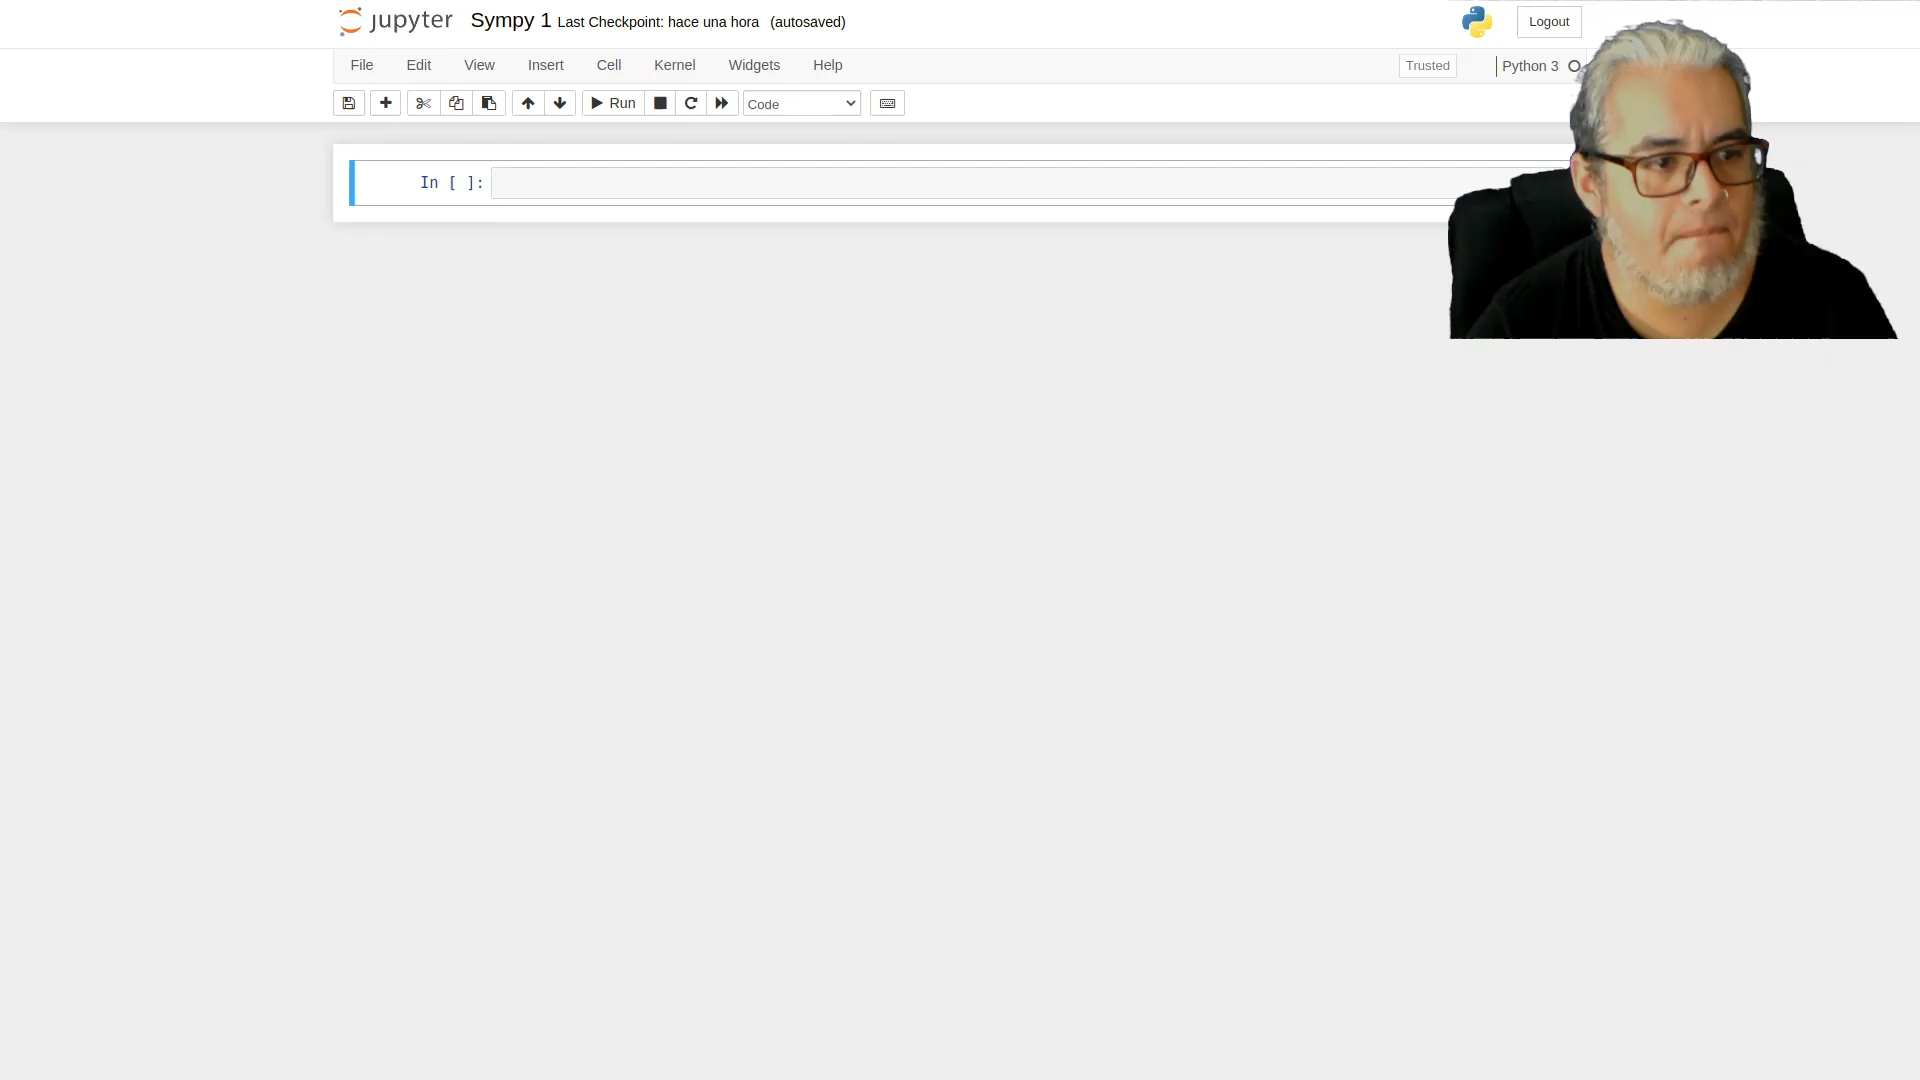 jupyter Sympy 1 Last Checkpoint: hace una hora (autosaved) Logout
File Edit View Insert Cell Kernel Widgets Help Trusted Python 3
Run Code
In [ ]: